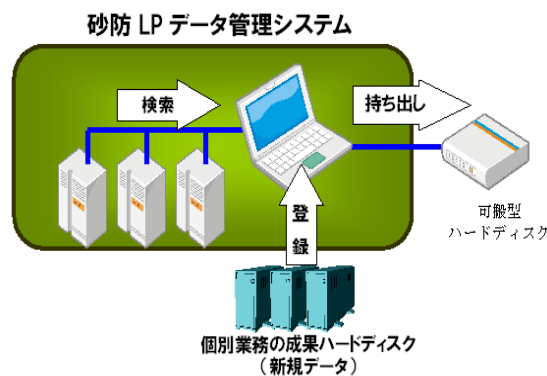 砂防 LP データ管理システム
検索
持ち出し
登録
可搬型
ハードディスク
個別業務の成果ハードディスク
（新規データ）